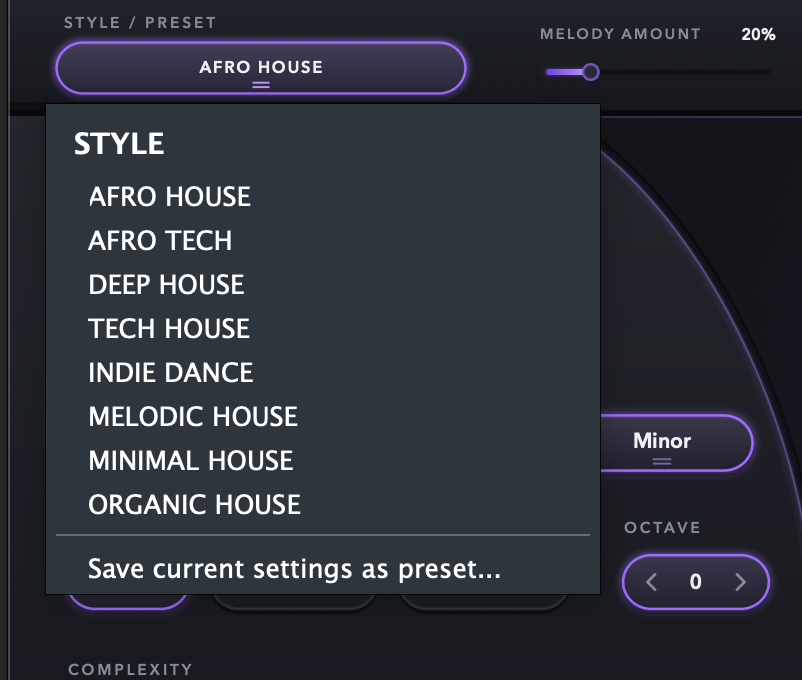 STYLE / PRESET
MELODY AMOUNT 20%
AFRO HOUSE
STYLE
AFRO HOUSE
AFRO TECH
DEEP HOUSE
TECH HOUSE
INDIE DANCE
MELODIC HOUSE
MINIMAL HOUSE
ORGANIC HOUSE
Save current settings as preset...
Minor
OCTAVE
0
COMPLEXITY